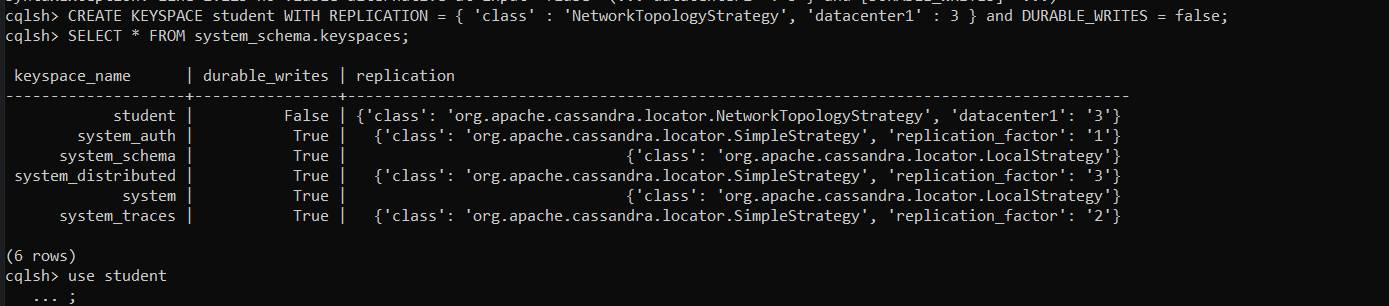 cqlsh> CREATE KEYSPACE student WITH REPLICATION = { 'class' : 'NetworkTopologyStrategy', 'datacenter1' : 3 } and DURABLE_WRITES = false;
cqlsh> SELECT * FROM system_schema.keyspaces;

 keyspace_name      | durable_writes | replication
--------------------+----------------+-------------------------------------------------------------------------------------
            student |          False | {'class': 'org.apache.cassandra.locator.NetworkTopologyStrategy', 'datacenter1': '3'}
        system_auth |           True |   {'class': 'org.apache.cassandra.locator.SimpleStrategy', 'replication_factor': '1'}
      system_schema |           True |                             {'class': 'org.apache.cassandra.locator.LocalStrategy'}
 system_distributed |           True |   {'class': 'org.apache.cassandra.locator.SimpleStrategy', 'replication_factor': '3'}
             system |           True |                             {'class': 'org.apache.cassandra.locator.LocalStrategy'}
      system_traces |           True |   {'class': 'org.apache.cassandra.locator.SimpleStrategy', 'replication_factor': '2'}

(6 rows)
cqlsh> use student
   ... ;